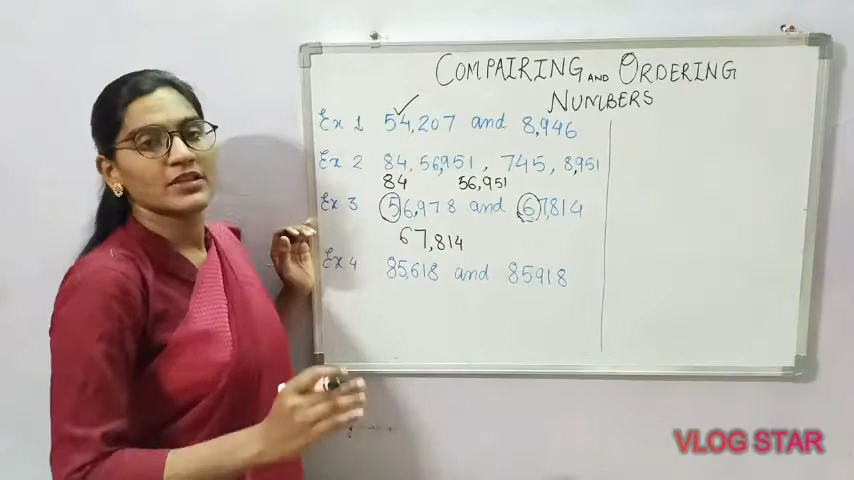 COMPAIRING AND ORDERING
NUMBERS
Ex 1 54,207 and 8,946
Ex 2 84, 56,951, 745, 8,951
84 56,951
Ex 3 56,978 and 67,814
67,814
Ex 4 85,618 and 85918
VLOG STAR